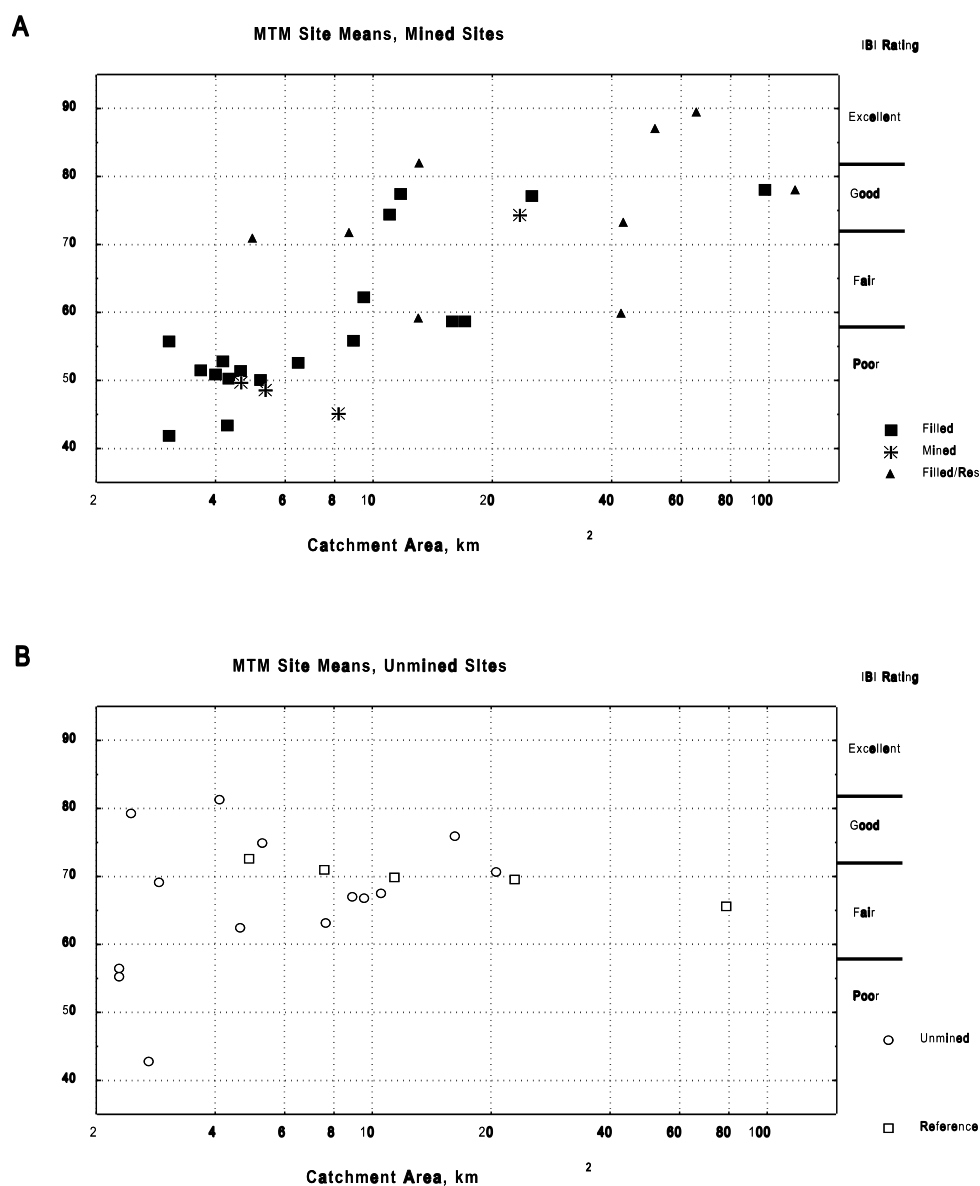 A
MTM Site Means, Mined Sites
IBI Rating
90
80
70
60
50
40
Excellent
Good
Fair
Poor
Filled
Mined
Filled/Res
2 4 6 8 10 20 40 60 80 100
Catchment Area, km 2
B
MTM Site Means, Unmined Sites
IBI Rating
90
80
70
60
50
40
Excellent
Good
Fair
Poor
Unmined
Reference
2 4 6 8 10 20 40 60 80 100
Catchment Area, km 2